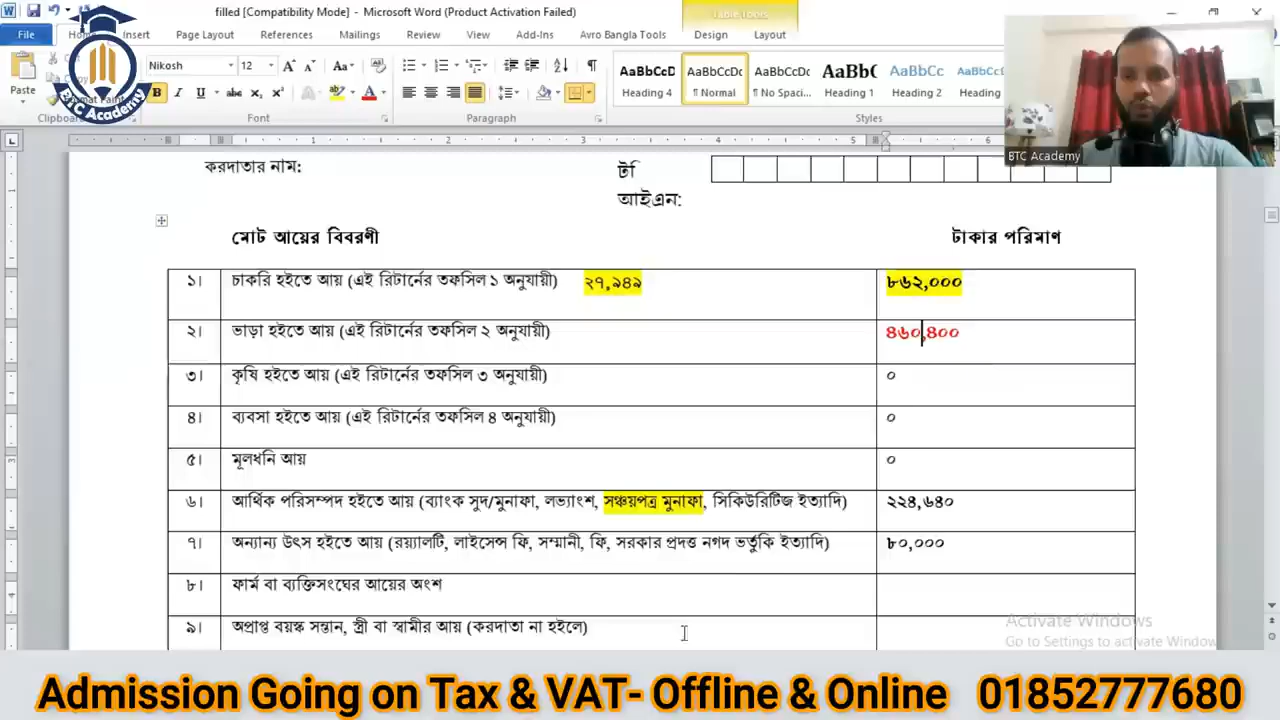 filled [Compatibility Mode] - Microsoft Word (Product Activation Failed)
Table Tools
File Insert Page Layout References Mailings Review View Add-Ins Avro Bangla Tools Design Layout
Paste
Nikosh 12
AaBbCcD AaBbCcDc AaBbCcDc AaBbC AaBbCc AaBbCcL
Heading 4 ¶ Normal ¶ No Spaci... Heading 1 Heading 2 Heading
Clipboard Font Paragraph Styles
BTC Academy
BTC Academy
করদাতার নাম: টি
আইএন:
মোট আয়ের বিবরণী টাকার পরিমাণ
১। চাকরি হইতে আয় (এই রিটার্নের তফসিল ১ অনুযায়ী) ২৭,৯৪৯ ৮৬২,০০০
২। ভাড়া হইতে আয় (এই রিটার্নের তফসিল ২ অনুযায়ী) ৪৬০,৪০০
৩। কৃষি হইতে আয় (এই রিটার্নের তফসিল ৩ অনুযায়ী) ০
৪। ব্যবসা হইতে আয় (এই রিটার্নের তফসিল ৪ অনুযায়ী) ০
৫। মূলধনি আয় ০
৬। আর্থিক পরিসম্পদ হইতে আয় (ব্যাংক সুদ/মুনাফা, লভ্যাংশ, সঞ্চয়পত্র মুনাফা, সিকিউরিটিজ ইত্যাদি) ২২৪,৬৪০
৭। অন্যান্য উৎস হইতে আয় (রয়্যালটি, লাইসেন্স ফি, সম্মানী, ফি, সরকার প্রদত্ত নগদ ভর্তুকি ইত্যাদি) ৮০,০০০
৮। ফার্ম বা ব্যক্তিসংঘের আয়ের অংশ
৯। অপ্রাপ্ত বয়স্ক সন্তান, স্ত্রী বা স্বামীর আয় (করদাতা না হইলে)
Activate Windows
Go to Settings to activate Window
Admission Going on Tax & VAT- Offline & Online 01852777680